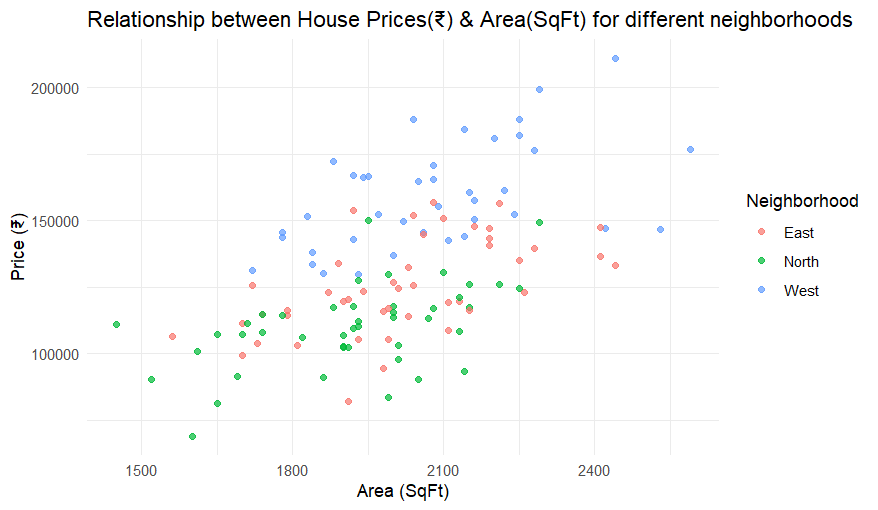 Relationship between House Prices(₹) & Area(SqFt) for different neighborhoods
200000
150000
100000
Price (₹)
1500 1800 2100 2400
Area (SqFt)
Neighborhood
East
North
West